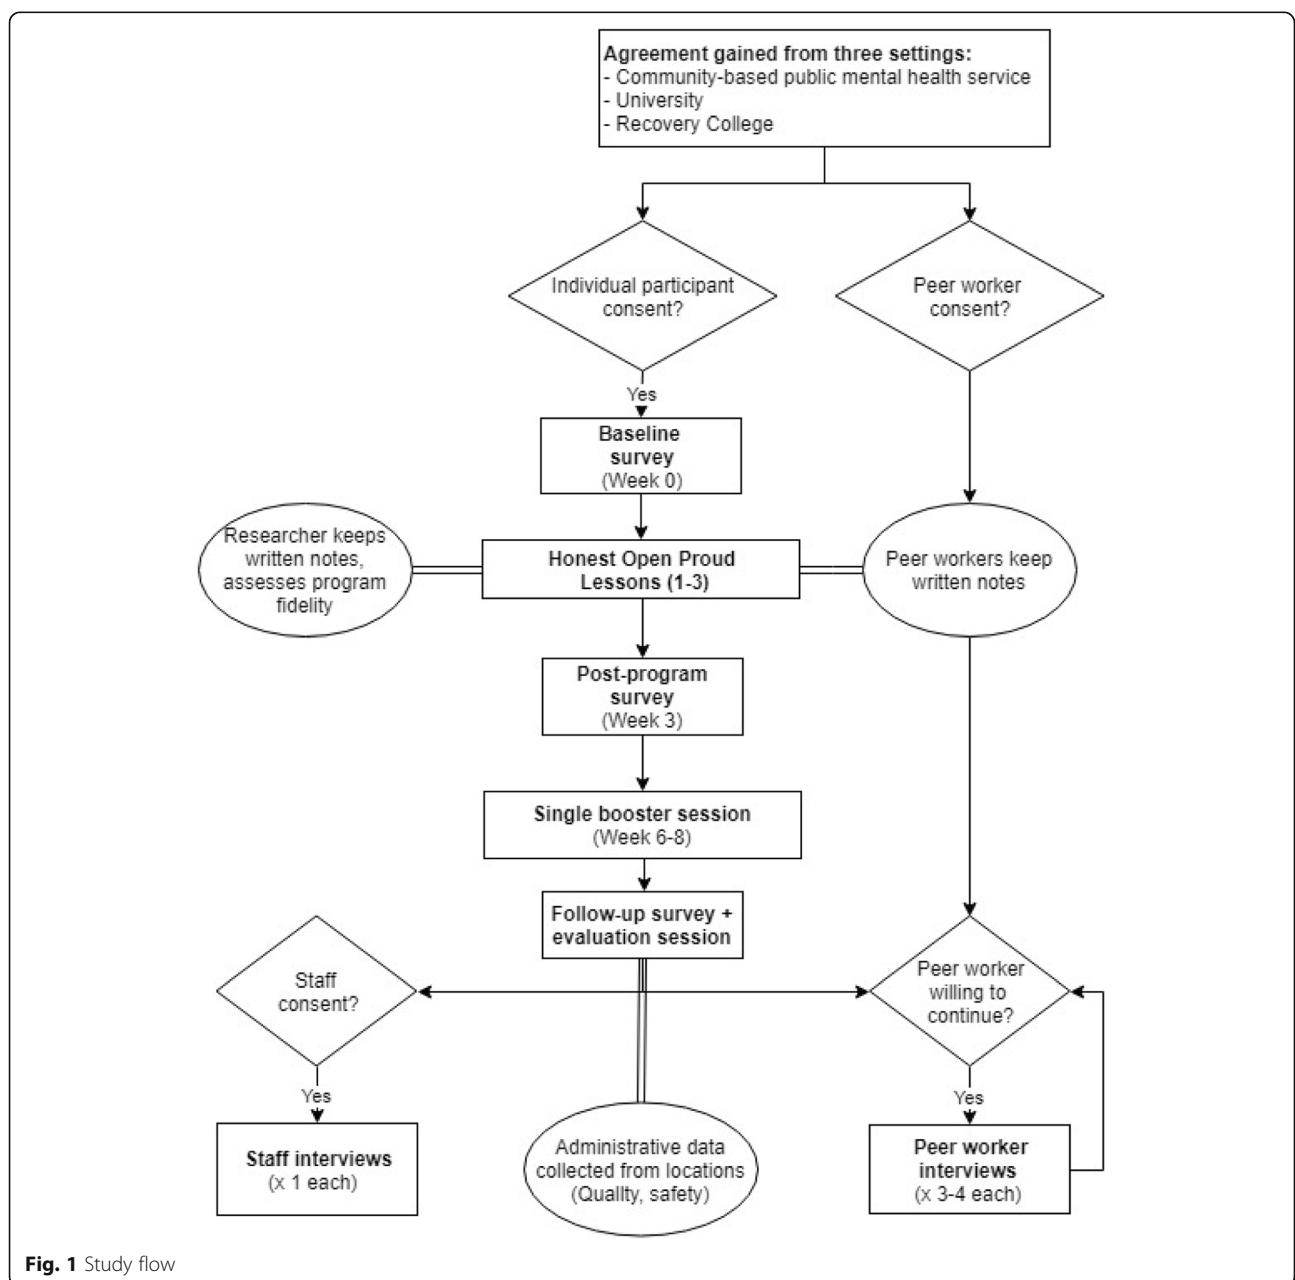 Agreement gained from three settings:
- Community-based public mental health service
- University
- Recovery College
Individual participant
consent?
Peer worker
consent?
Yes
Baseline
survey
(Week 0)
Researcher keeps
written notes,
assesses program
fidelity
Honest Open Proud
Lessons (1-3)
Peer workers keep
written notes
Post-program
survey
(Week 3)
Single booster session
(Week 6-8)
Follow-up survey +
evaluation session
Staff
consent?
Peer worker
willing to
continue?
Yes
Yes
Staff interviews
(x 1 each)
Administrative data
collected from locations
(Quality, safety)
Peer worker
interviews
(x 3-4 each)
Fig. 1 Study flow